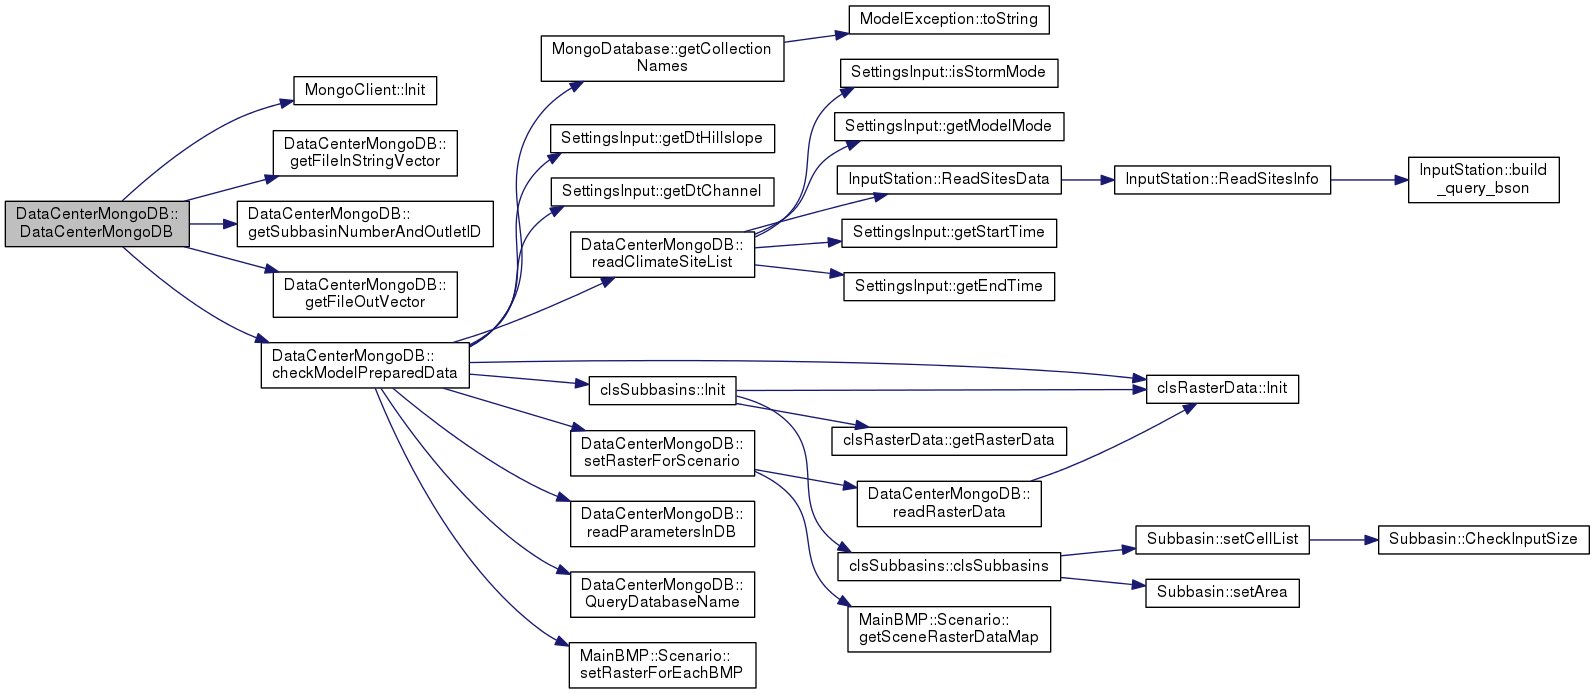 DataCenterMongoDB::
DataCenterMongoDB
MongoClient::Init
DataCenterMongoDB::
getFileInStringVector
DataCenterMongoDB::
getSubbasinNumberAndOutletID
DataCenterMongoDB::
getFileOutVector
DataCenterMongoDB::
checkModelPreparedData
MongoDatabase::getCollection
Names
SettingsInput::getDtHillslope
SettingsInput::getDtChannel
DataCenterMongoDB::
readClimateSiteList
clsSubbasins::Init
DataCenterMongoDB::
setRasterForScenario
DataCenterMongoDB::
readParametersInDB
DataCenterMongoDB::
QueryDatabaseName
MainBMP::Scenario::
setRasterForEachBMP
ModelException::toString
SettingsInput::isStormMode
SettingsInput::getModelMode
InputStation::ReadSitesData
SettingsInput::getStartTime
SettingsInput::getEndTime
clsRasterData::getRasterData
DataCenterMongoDB::
readRasterData
clsSubbasins::clsSubbasins
MainBMP::Scenario::
getSceneRasterDataMap
InputStation::ReadSitesInfo
clsRasterData::Init
Subbasin::setCellList
Subbasin::setArea
InputStation::build
_query_bson
Subbasin::CheckInputSize